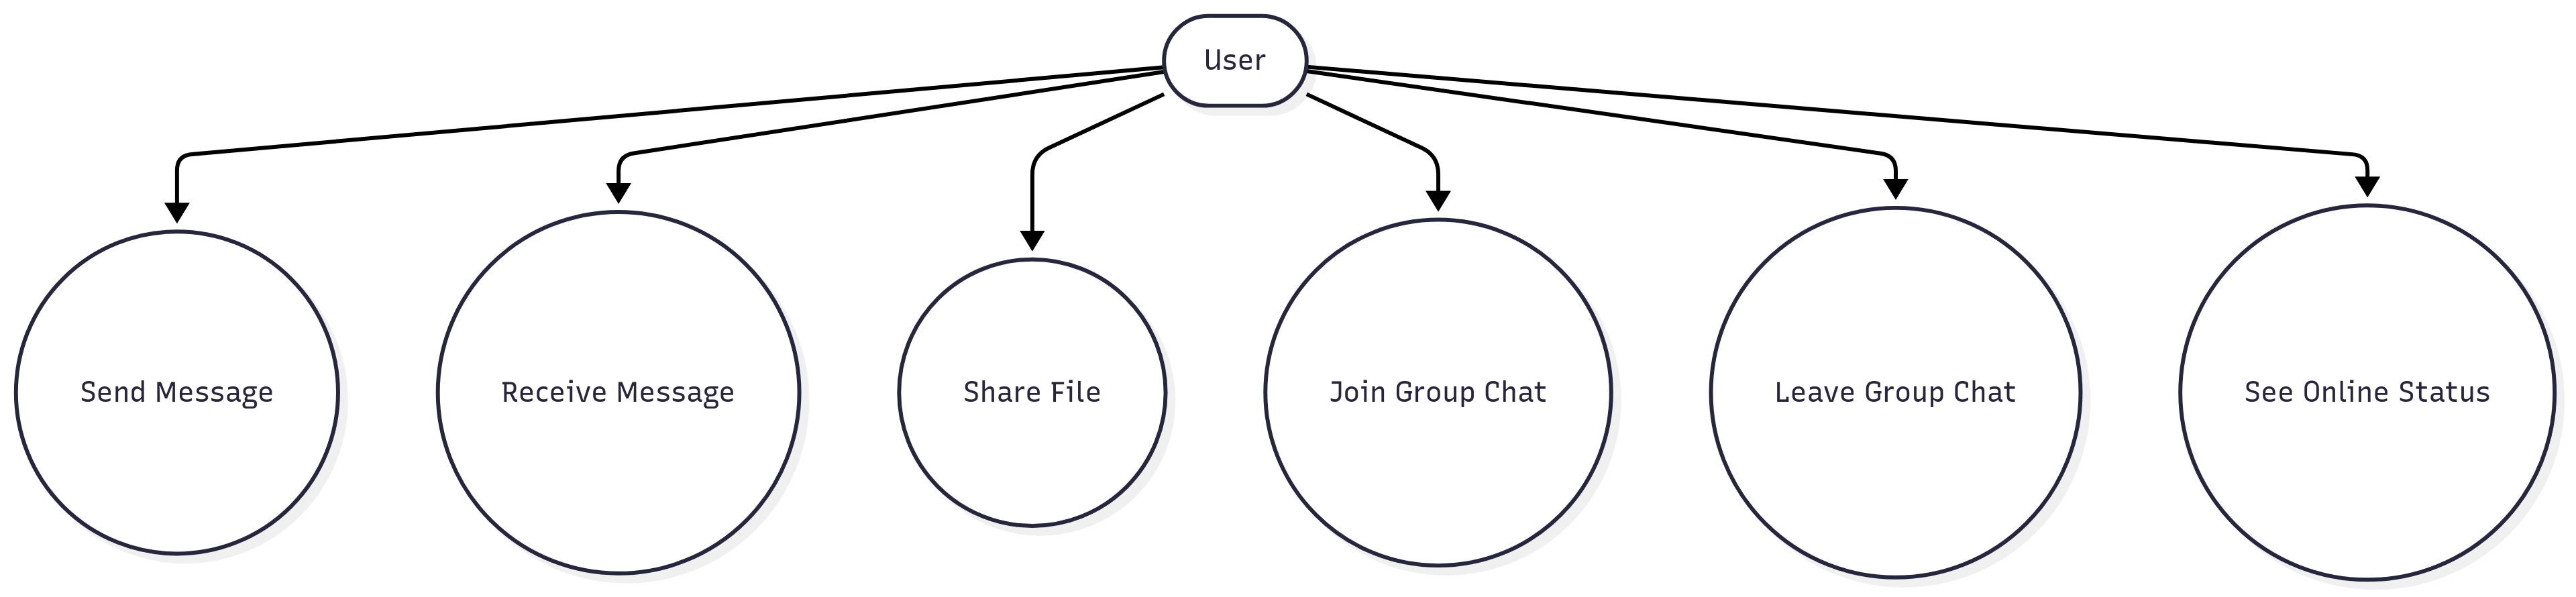 User
Send Message
Receive Message
Share File
Join Group Chat
Leave Group Chat
See Online Status